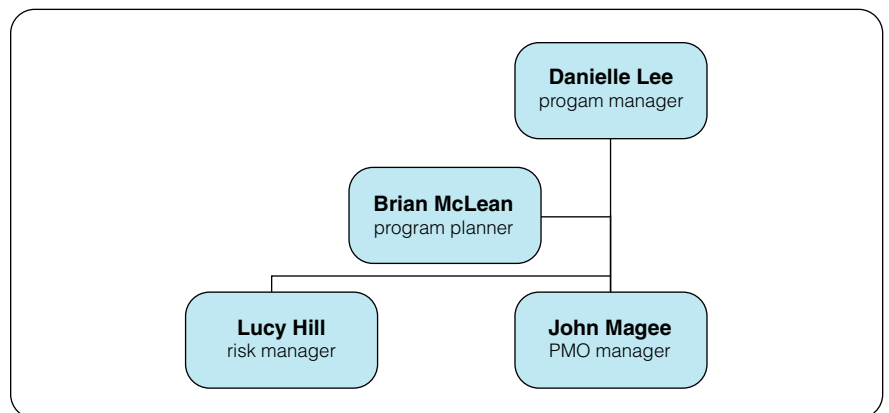 Danielle Lee
progam manager
Brian McLean
program planner
Lucy Hill
risk manager
John Magee
PMO manager